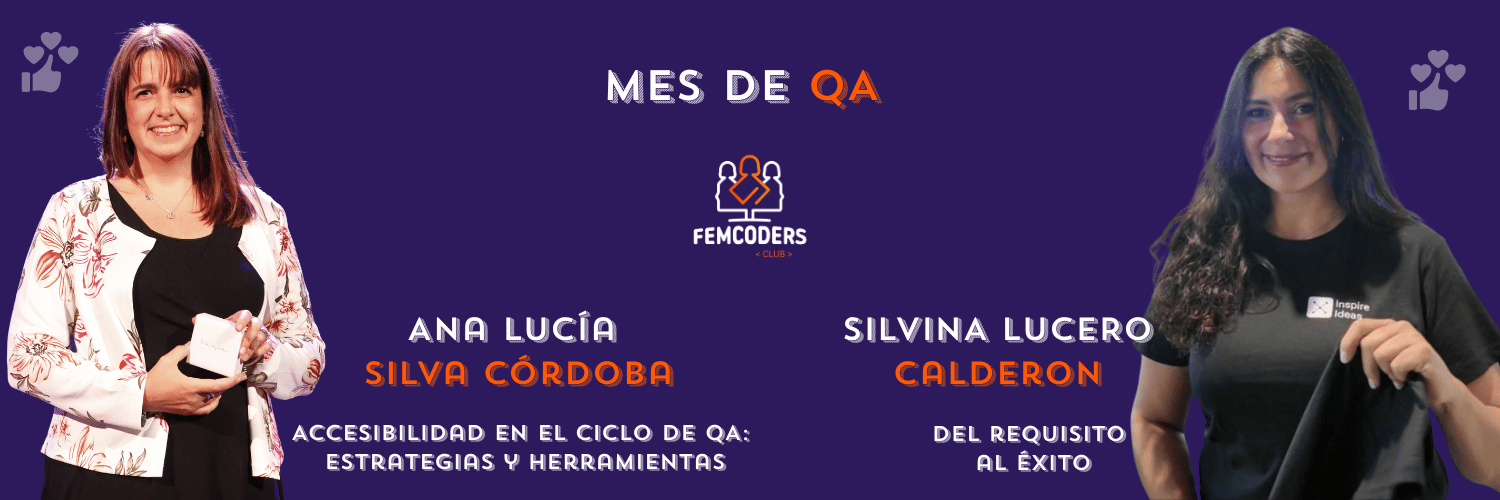 MES DE QA
FEMCODERS
< CLUB >
ANA LUCÍA
SILVA CÓRDOBA
ACCESIBILIDAD EN EL CICLO DE QA:
ESTRATEGIAS Y HERRAMIENTAS
SILVINA LUCERO
CALDERON
DEL REQUISITO
AL ÉXITO
Inspire
Ideas